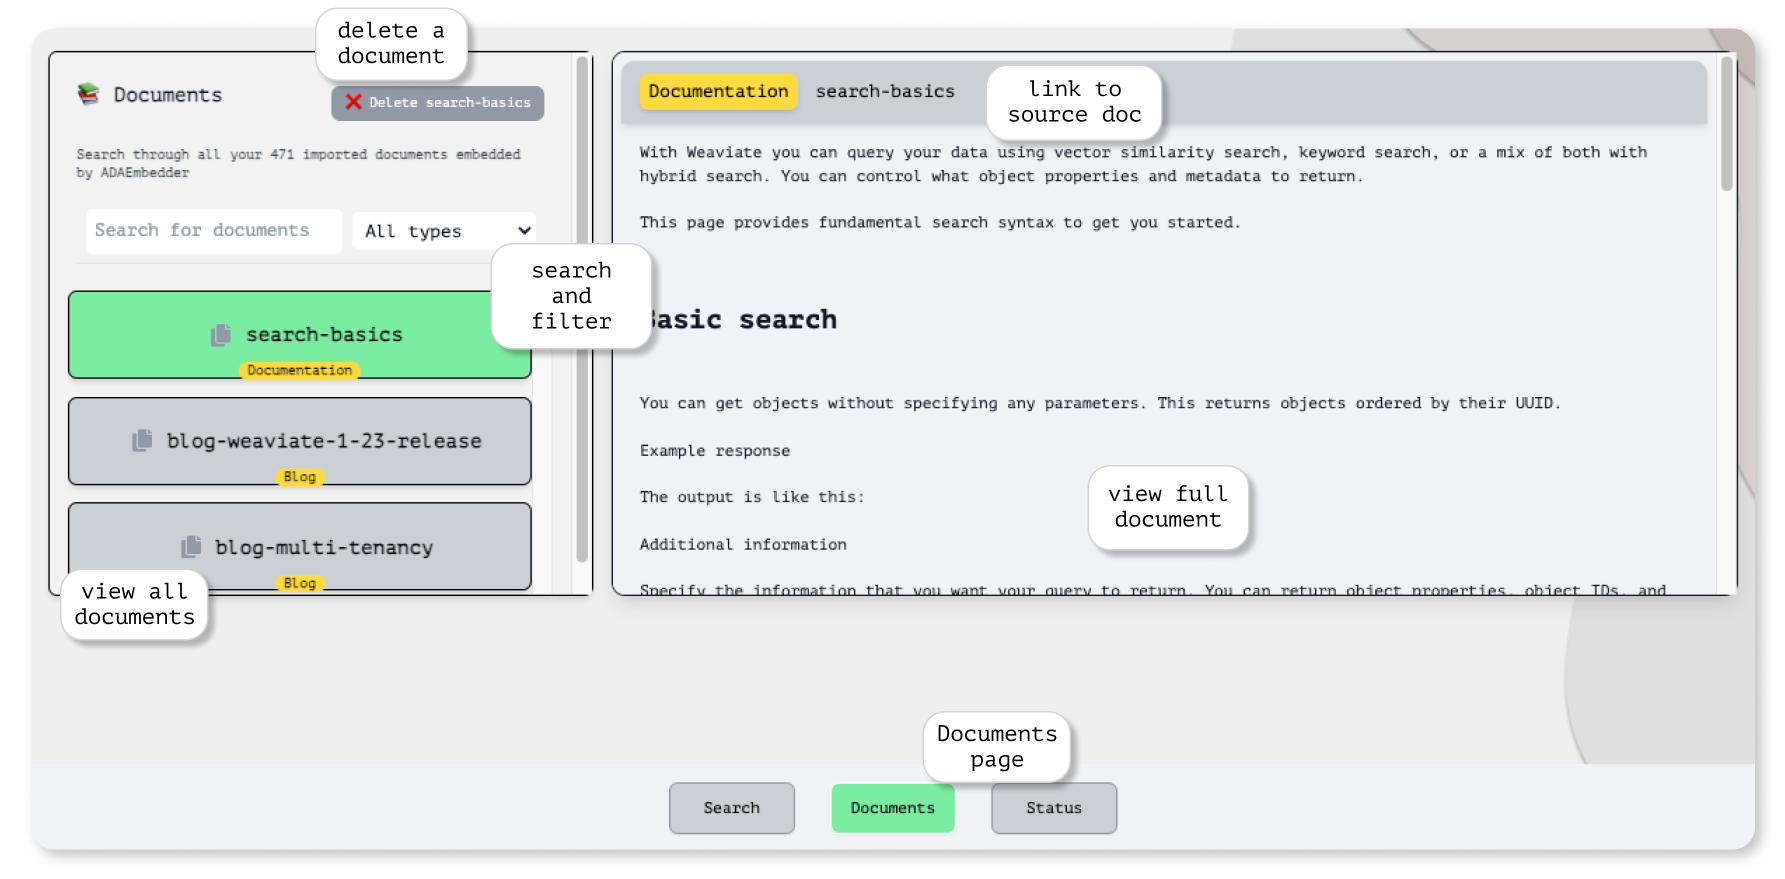 delete a
document
Documents
Delete search-basics
Search through all your 471 imported documents embedded
by ADAEmbedder
Search for documents
All types
search
and
filter
search-basics
Documentation
blog-weaviate-1-23-release
Blog
blog-multi-tenancy
Blog
view all
documents
Documentation search-basics
link to
source doc
With Weaviate you can query your data using vector similarity search, keyword search, or a mix of both with
hybrid search. You can control what object properties and metadata to return.
This page provides fundamental search syntax to get you started.
Basic search
You can get objects without specifying any parameters. This returns objects ordered by their UUID.
Example response
The output is like this:
view full
document
Additional information
Specify the information that you want your query to return. You can return object properties, object IDs, and
Documents
page
Search
Documents
Status